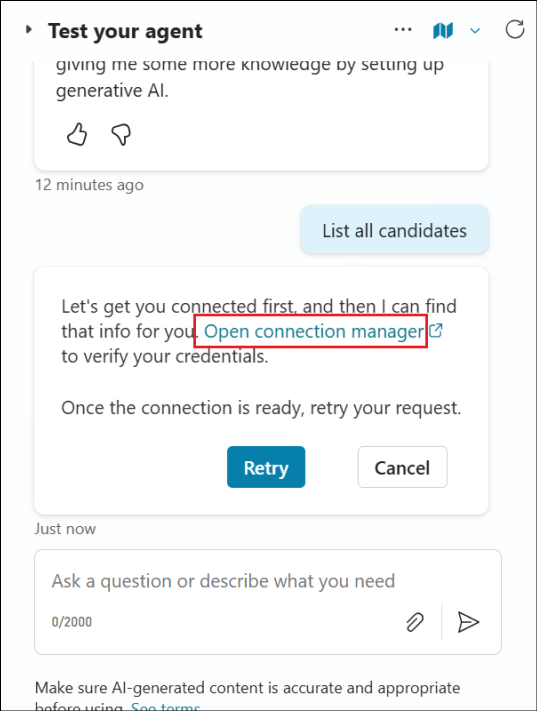 Test your agent
giving me some more knowledge by setting up
generative AI.
12 minutes ago
List all candidates
Let's get you connected first, and then I can find
that info for you. Open connection manager
to verify your credentials.
Once the connection is ready, retry your request.
Retry
Cancel
Just now
Ask a question or describe what you need
0/2000
Make sure AI-generated content is accurate and appropriate
before using. See terms